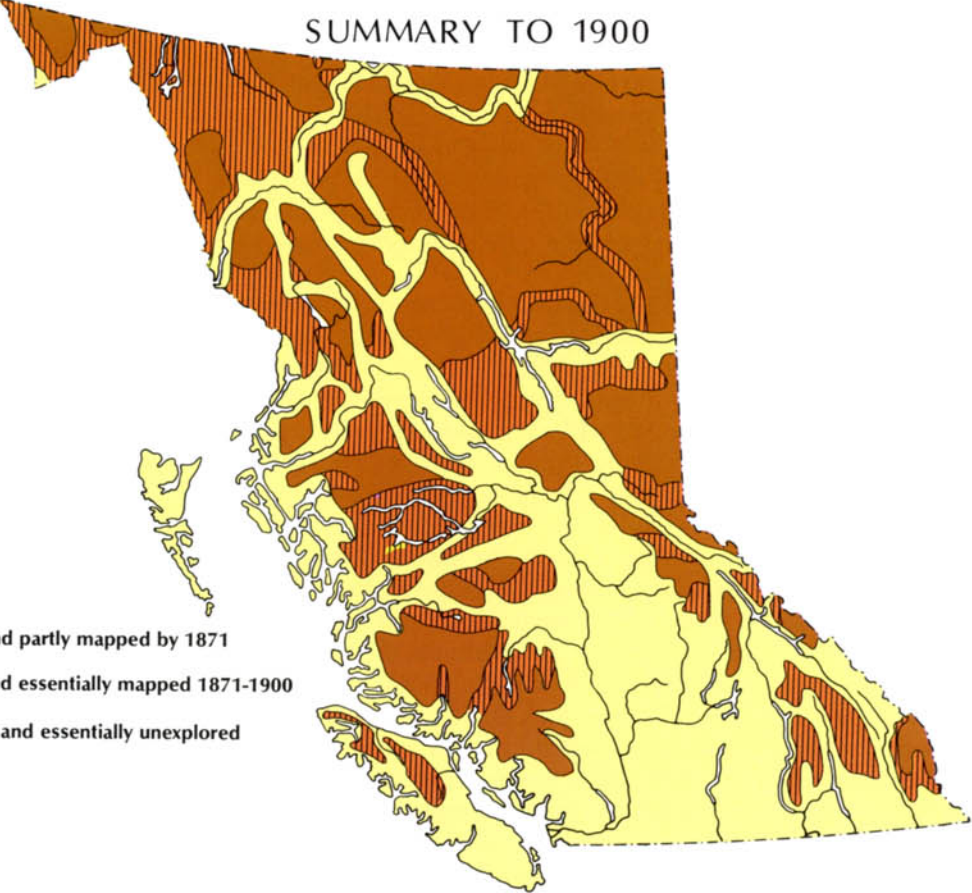 SUMMARY TO 1900
d partly mapped by 1871
d essentially mapped 1871-1900
and essentially unexplored